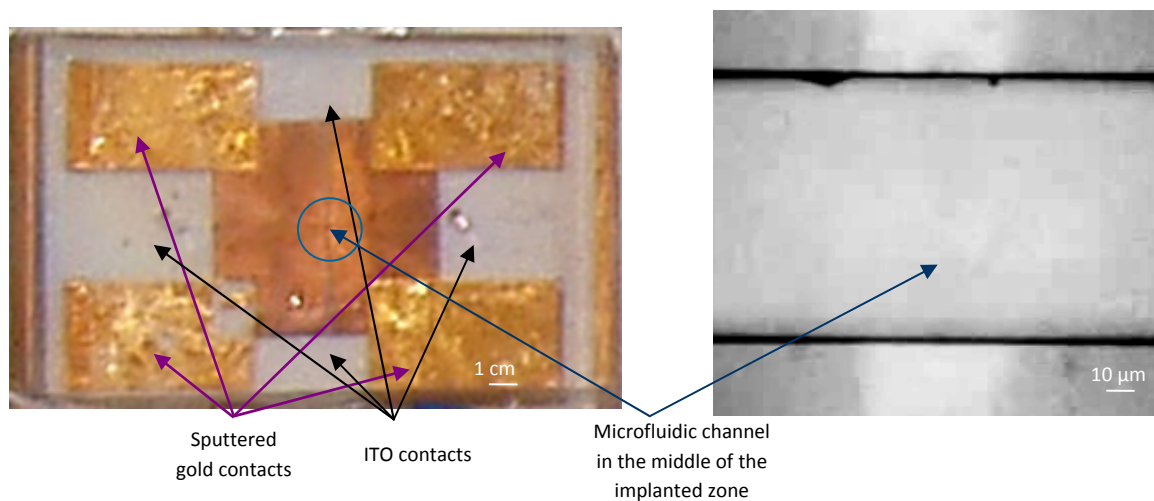 1 cm
10 µm
Sputtered
gold contacts
ITO contacts
Microfluidic channel
in the middle of the
implanted zone